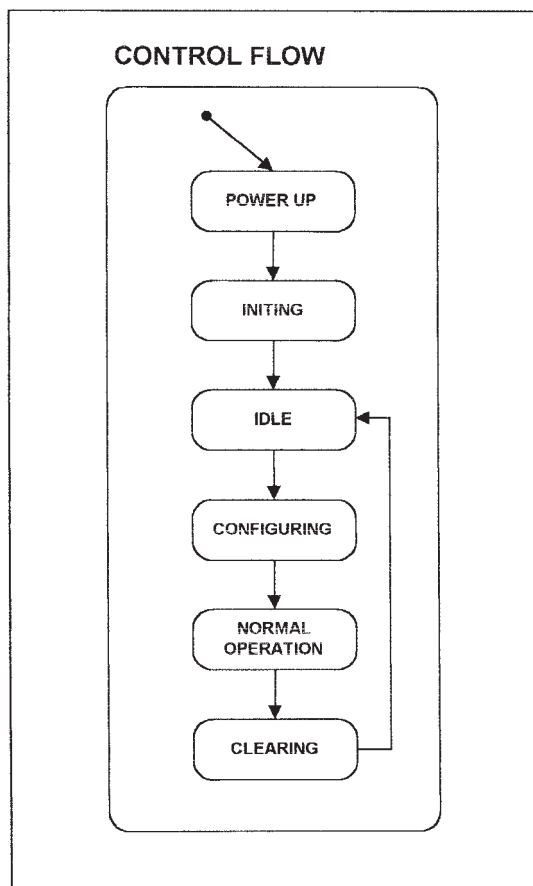 CONTROL FLOW
POWER UP
INITING
IDLE
CONFIGURING
NORMAL
OPERATION
CLEARING